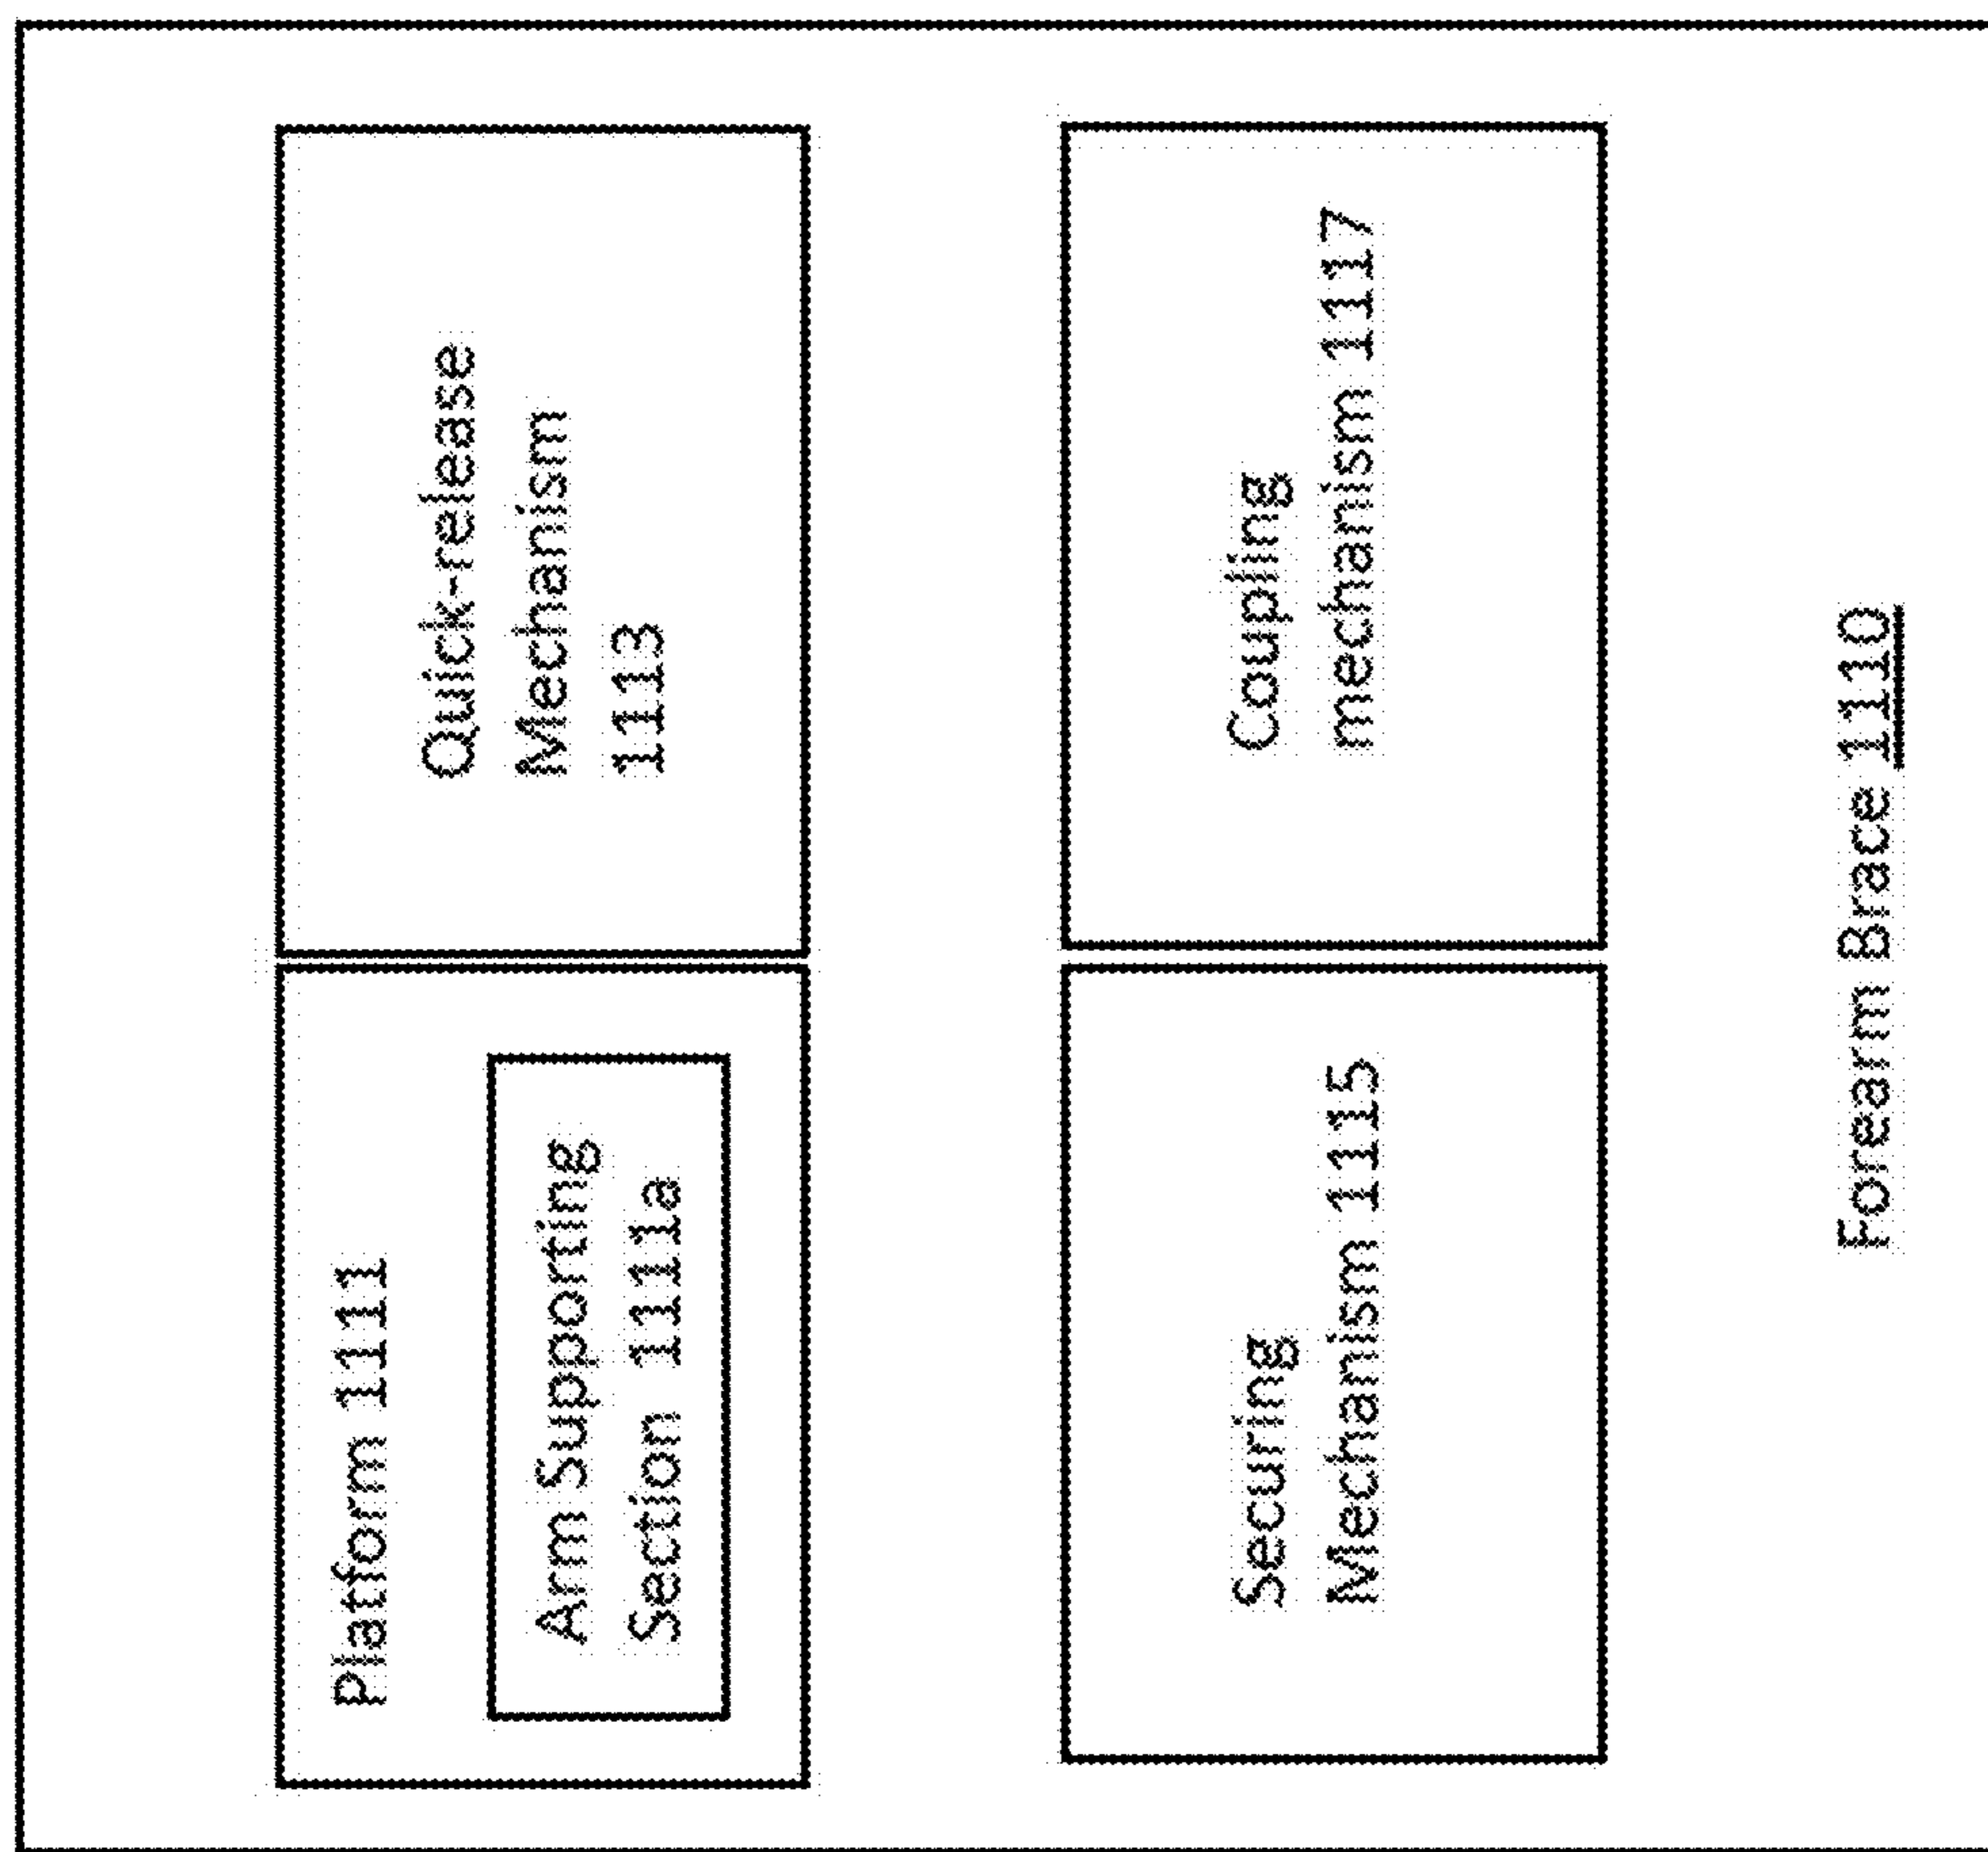 Platform 1111
Arm Supporting
Section 1111a
Quick-release
Mechanism
1113
Securing
Mechanism 1115
Coupling
mechanism 1117
Forearm Brace 1110